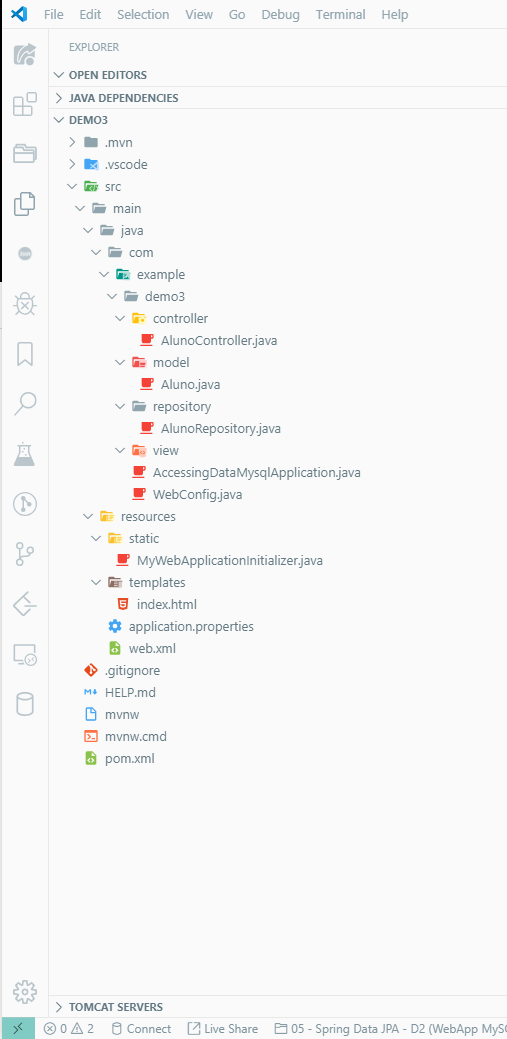 File Edit Selection View Go Debug Terminal Help
EXPLORER
OPEN EDITORS
JAVA DEPENDENCIES
DEMO3
.mvn
.vscode
src
main
java
com
example
demo3
controller
AlunoController.java
model
Aluno.java
repository
AlunoRepository.java
view
AccessingDataMysqlApplication.java
WebConfig.java
resources
static
MyWebApplicationInitializer.java
templates
index.html
application.properties
web.xml
.gitignore
HELP.md
mvnw
mvnw.cmd
pom.xml
TOMCAT SERVERS
0 2 Connect Live Share 05 - Spring Data JPA - D2 (WebApp MySQ